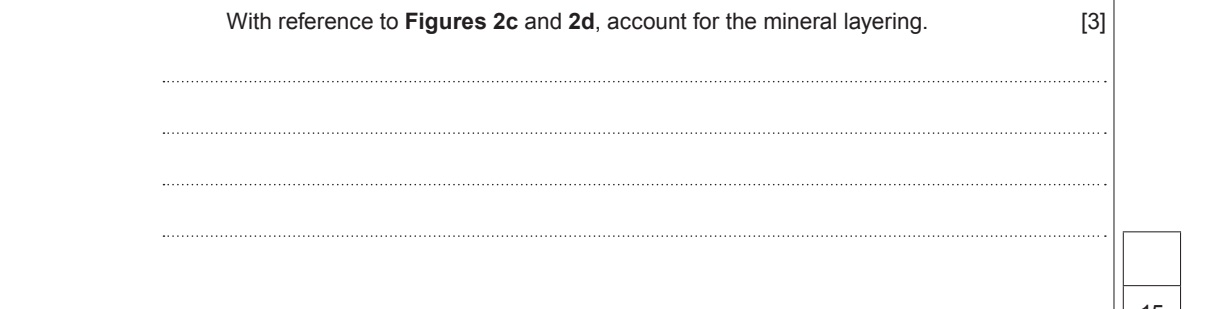 With reference to Figures 2c and 2d, account for the mineral layering. [3]